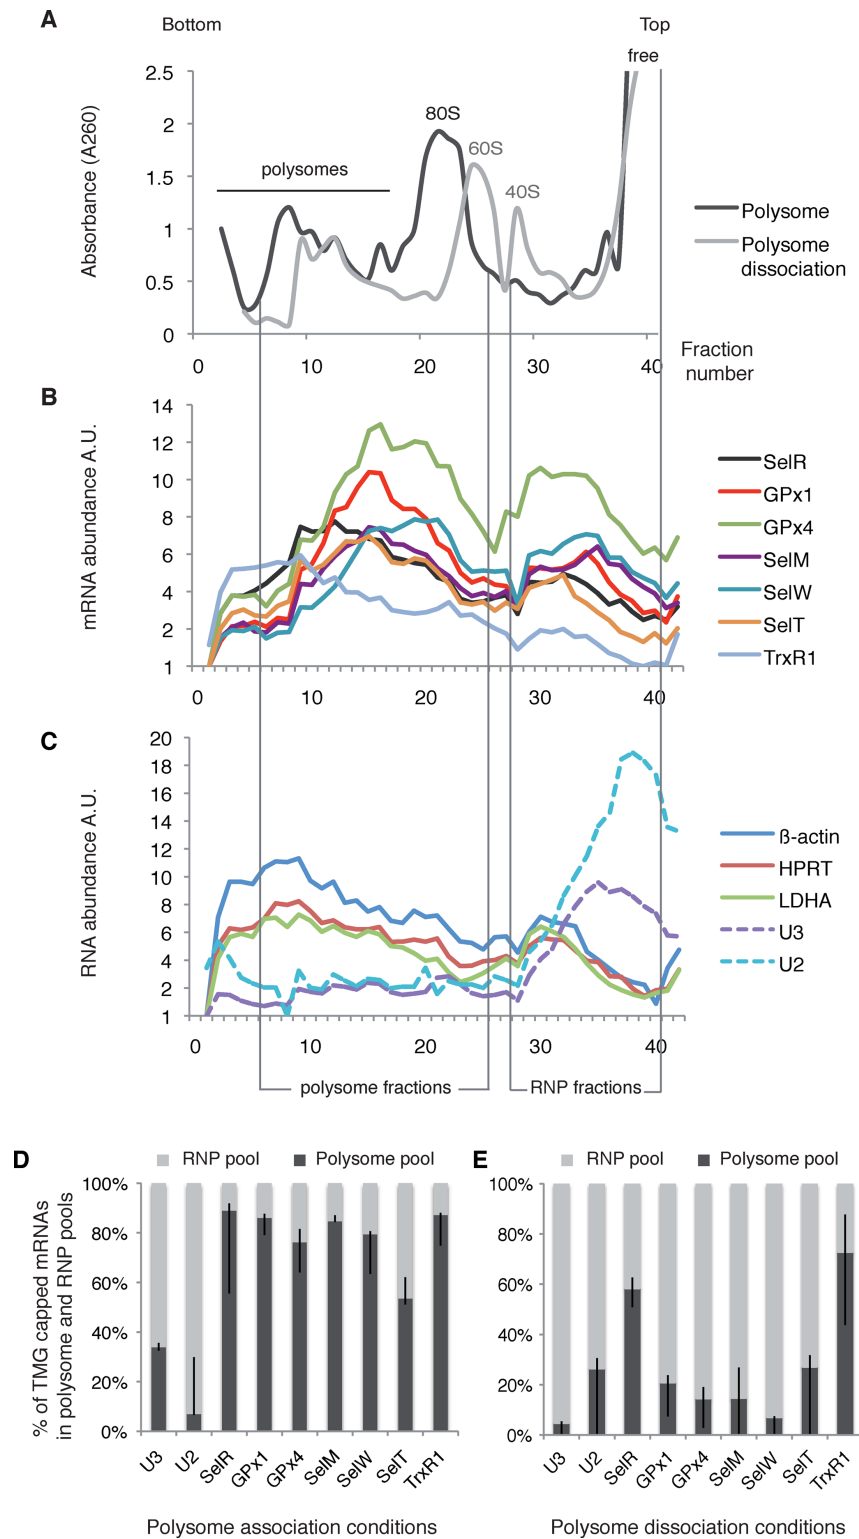 A
Bottom
Top
free
2.5
2
1.5
1
0.5
0
Absorbance (A260)
polysomes
80S
60S
40S
Polysome
Polysome
dissociation
0 10 20 30 40
Fraction
number
B
14
12
10
8
6
4
2
1
mRNA abundance A.U.
SelR
GPx1
GPx4
SelM
SelW
SelT
TrxR1
0 10 20 30 40
C
20
18
16
14
12
10
8
6
4
2
1
RNA abundance A.U.
ß-actin
HPRT
LDHA
U3
U2
0 10 20 30 40
polysome fractions
RNP fractions
D
RNP pool
Polysome pool
100%
80%
60%
40%
20%
0%
% of TMG capped mRNAs
in polysome and RNP pools
U3 U2 SelR GPx1 GPx4 SelM SelW SelT TrxR1
Polysome association conditions
E
RNP pool
Polysome pool
100%
80%
60%
40%
20%
0%
U3 U2 SelR GPx1 GPx4 SelM SelW SelT TrxR1
Polysome dissociation conditions